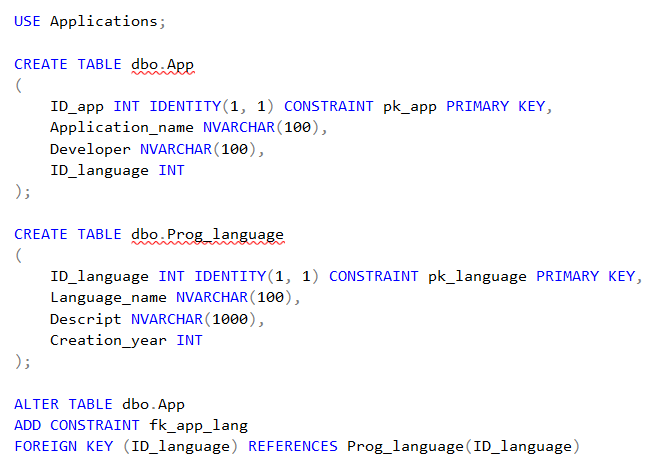 USE Applications;
CREATE TABLE dbo.App
(
ID_app INT IDENTITY(1, 1) CONSTRAINT pk_app PRIMARY KEY,
Application_name NVARCHAR(100),
Developer NVARCHAR(100),
ID_language INT
);
CREATE TABLE dbo.Prog_language
(
ID_language INT IDENTITY(1, 1) CONSTRAINT pk_language PRIMARY KEY,
Language_name NVARCHAR(100),
Descript NVARCHAR(1000),
Creation_year INT
);
ALTER TABLE dbo.App
ADD CONSTRAINT fk_app_lang
FOREIGN KEY (ID_language) REFERENCES Prog_language(ID_language)